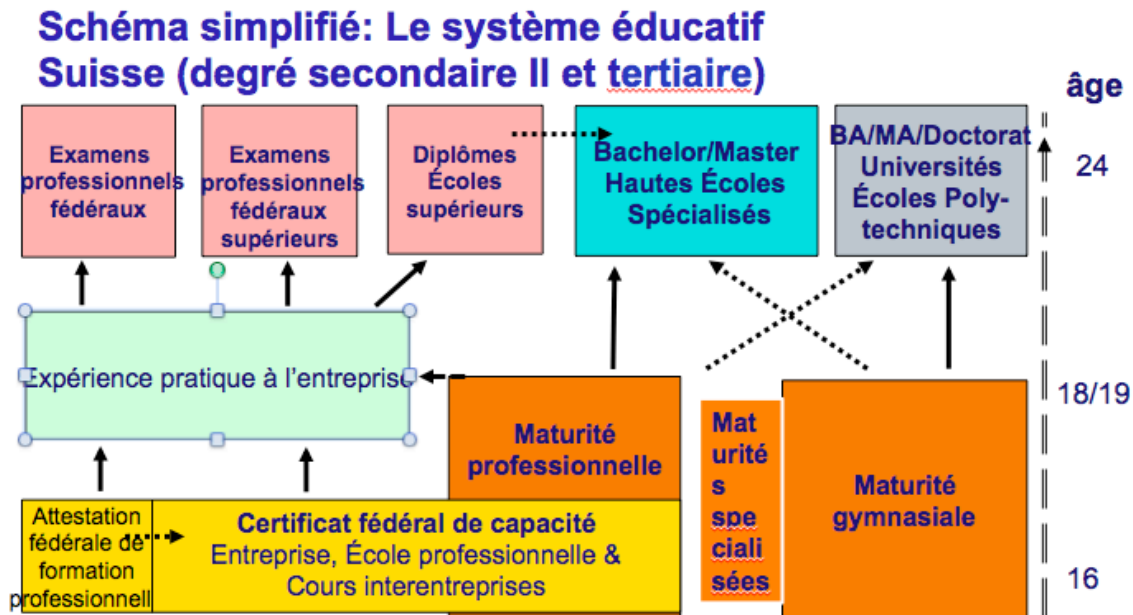 Schéma simplifié: Le système éducatif
Suisse (degré secondaire II et tertiaire)
âge
Examens
professionnels
fédéraux
Examens
professionnels
fédéraux
supérieurs
Diplômes
Écoles
supérieurs
Bachelor/Master
Hautes Écoles
Spécialisés
BA/MA/Doctorat
Universités
Écoles Poly-
techniques
24
Expérience pratique à l'entreprise
18/19
Maturité
professionnelle
Mat
urité
s
spe
ciali
sées
Maturité
gymnasiale
Attestation
fédérale de
formation
professionnell
Certificat fédéral de capacité
Entreprise, École professionnelle &
Cours interentreprises
16